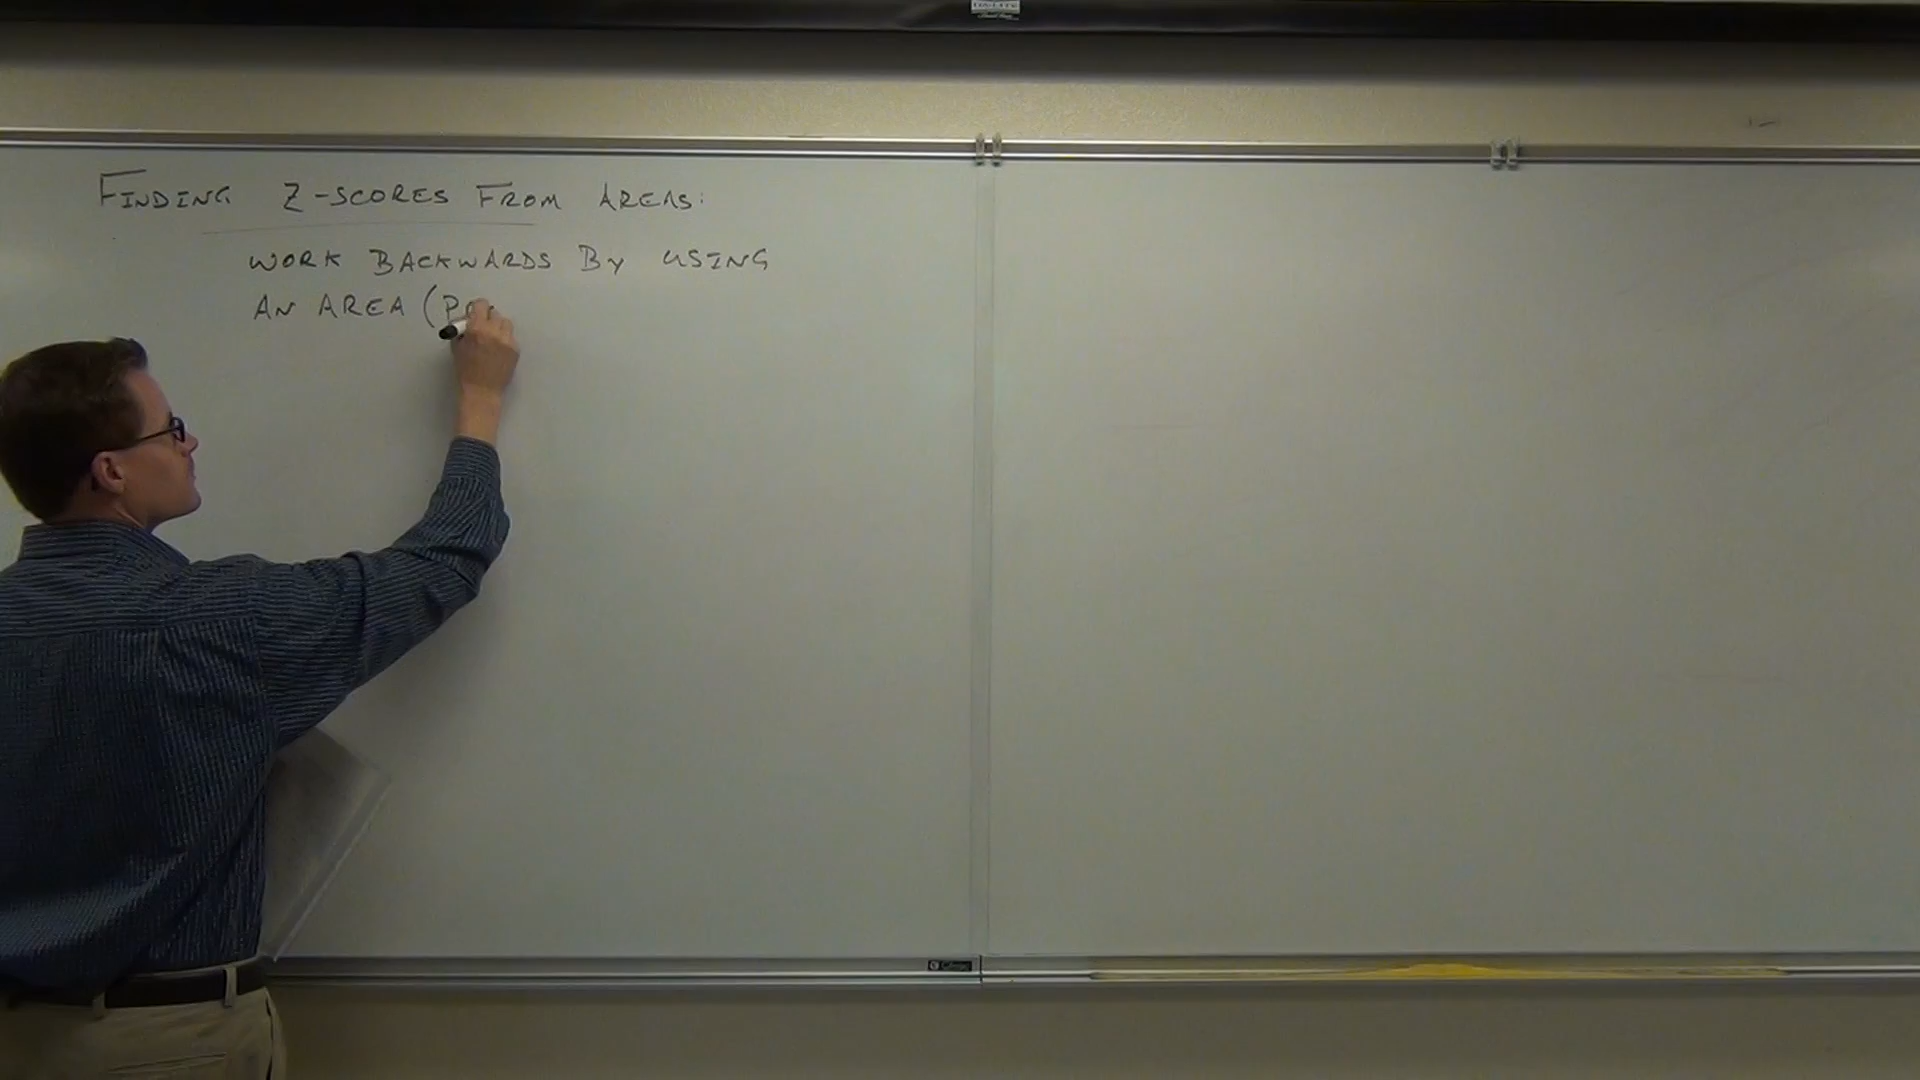 FINDING Z-SCORES FROM AREAS:
WORK BACKWARDS BY USING
AN AREA (P